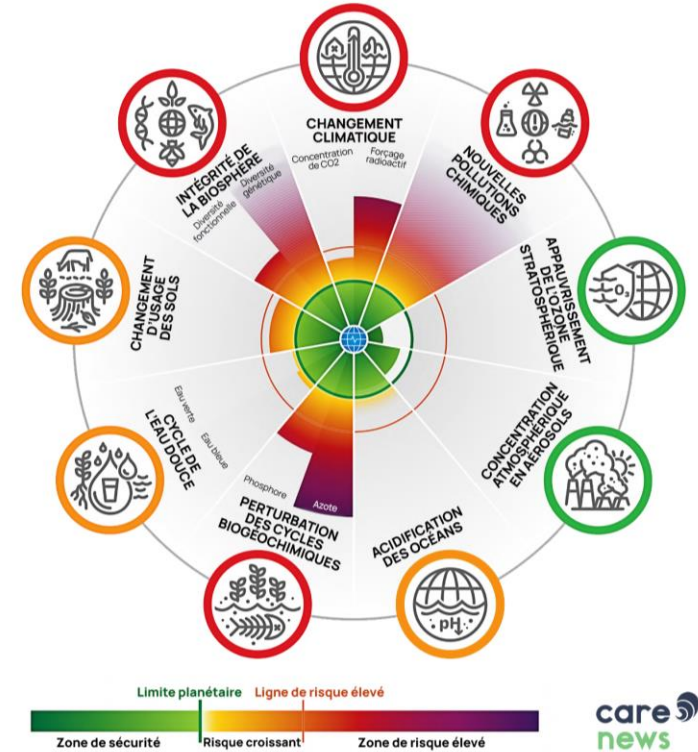 CHANGEMENT
CLIMATIQUE
Concentration
de CO2
Forçage
radioactif
NOUVELLES
POLLUTIONS
CHIMIQUES
APPAUVRISSEMENT
DE L'OZONE
STRATOSPHÉRIQUE
O₃
CONCENTRATION
ATMOSPHÉRIQUE
EN AÉROSOLS
ACIDIFICATION
DES OCÉANS
pH
PERTURBATION
DES CYCLES
BIOGÉOCHIMIQUES
Phosphore
Azote
CYCLE DE
L'EAU DOUCE
Eau verte
Eau bleue
CHANGEMENT
D'USAGE
DES SOLS
INTÉGRITÉ DE
LA BIOSPHÈRE
Diversité
fonctionnelle
Diversité
génétique
Limite planétaire
Ligne de risque élevé
Zone de sécurité
Risque croissant
Zone de risque élevé
care
news